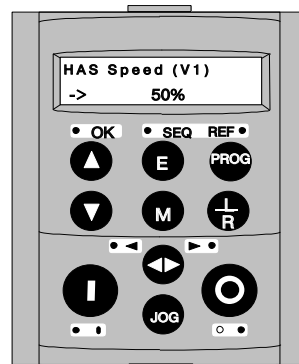 HAS Speed (V1)
-> 50%
OK SEQ REF
E PROG
M L/R
I O
JOG